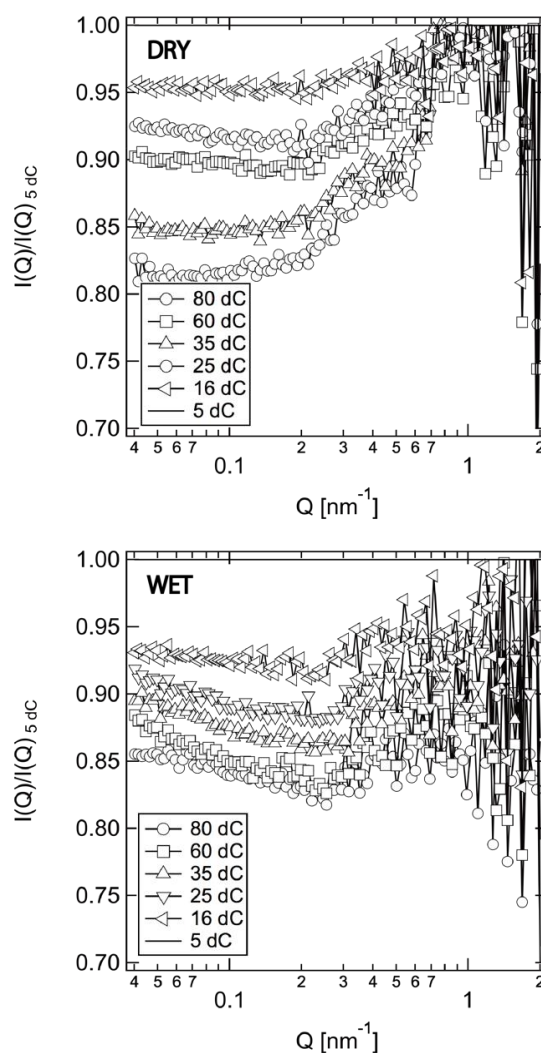 DRY
1.00
0.95
0.90
0.85
0.80
0.75
0.70
I(Q)/I(Q) 5 dC
80 dC
60 dC
35 dC
25 dC
16 dC
5 dC
4 5 6 7 0.1 2 3 4 5 6 7 1 2
Q [nm⁻¹]
WET
1.00
0.95
0.90
0.85
0.80
0.75
0.70
I(Q)/I(Q) 5 dC
80 dC
60 dC
35 dC
25 dC
16 dC
5 dC
4 5 6 7 0.1 2 3 4 5 6 7 1 2
Q [nm⁻¹]